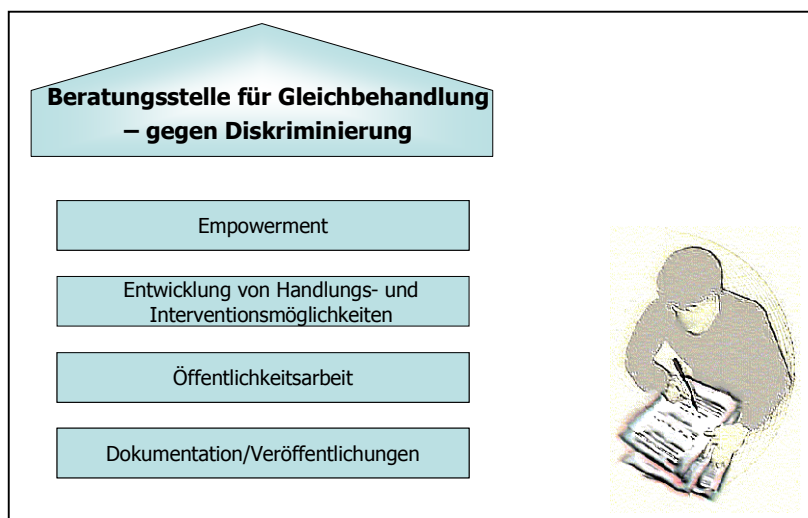 Beratungsstelle für Gleichbehandlung
– gegen Diskriminierung
Empowerment
Entwicklung von Handlungs- und
Interventionsmöglichkeiten
Öffentlichkeitsarbeit
Dokumentation/Veröffentlichungen